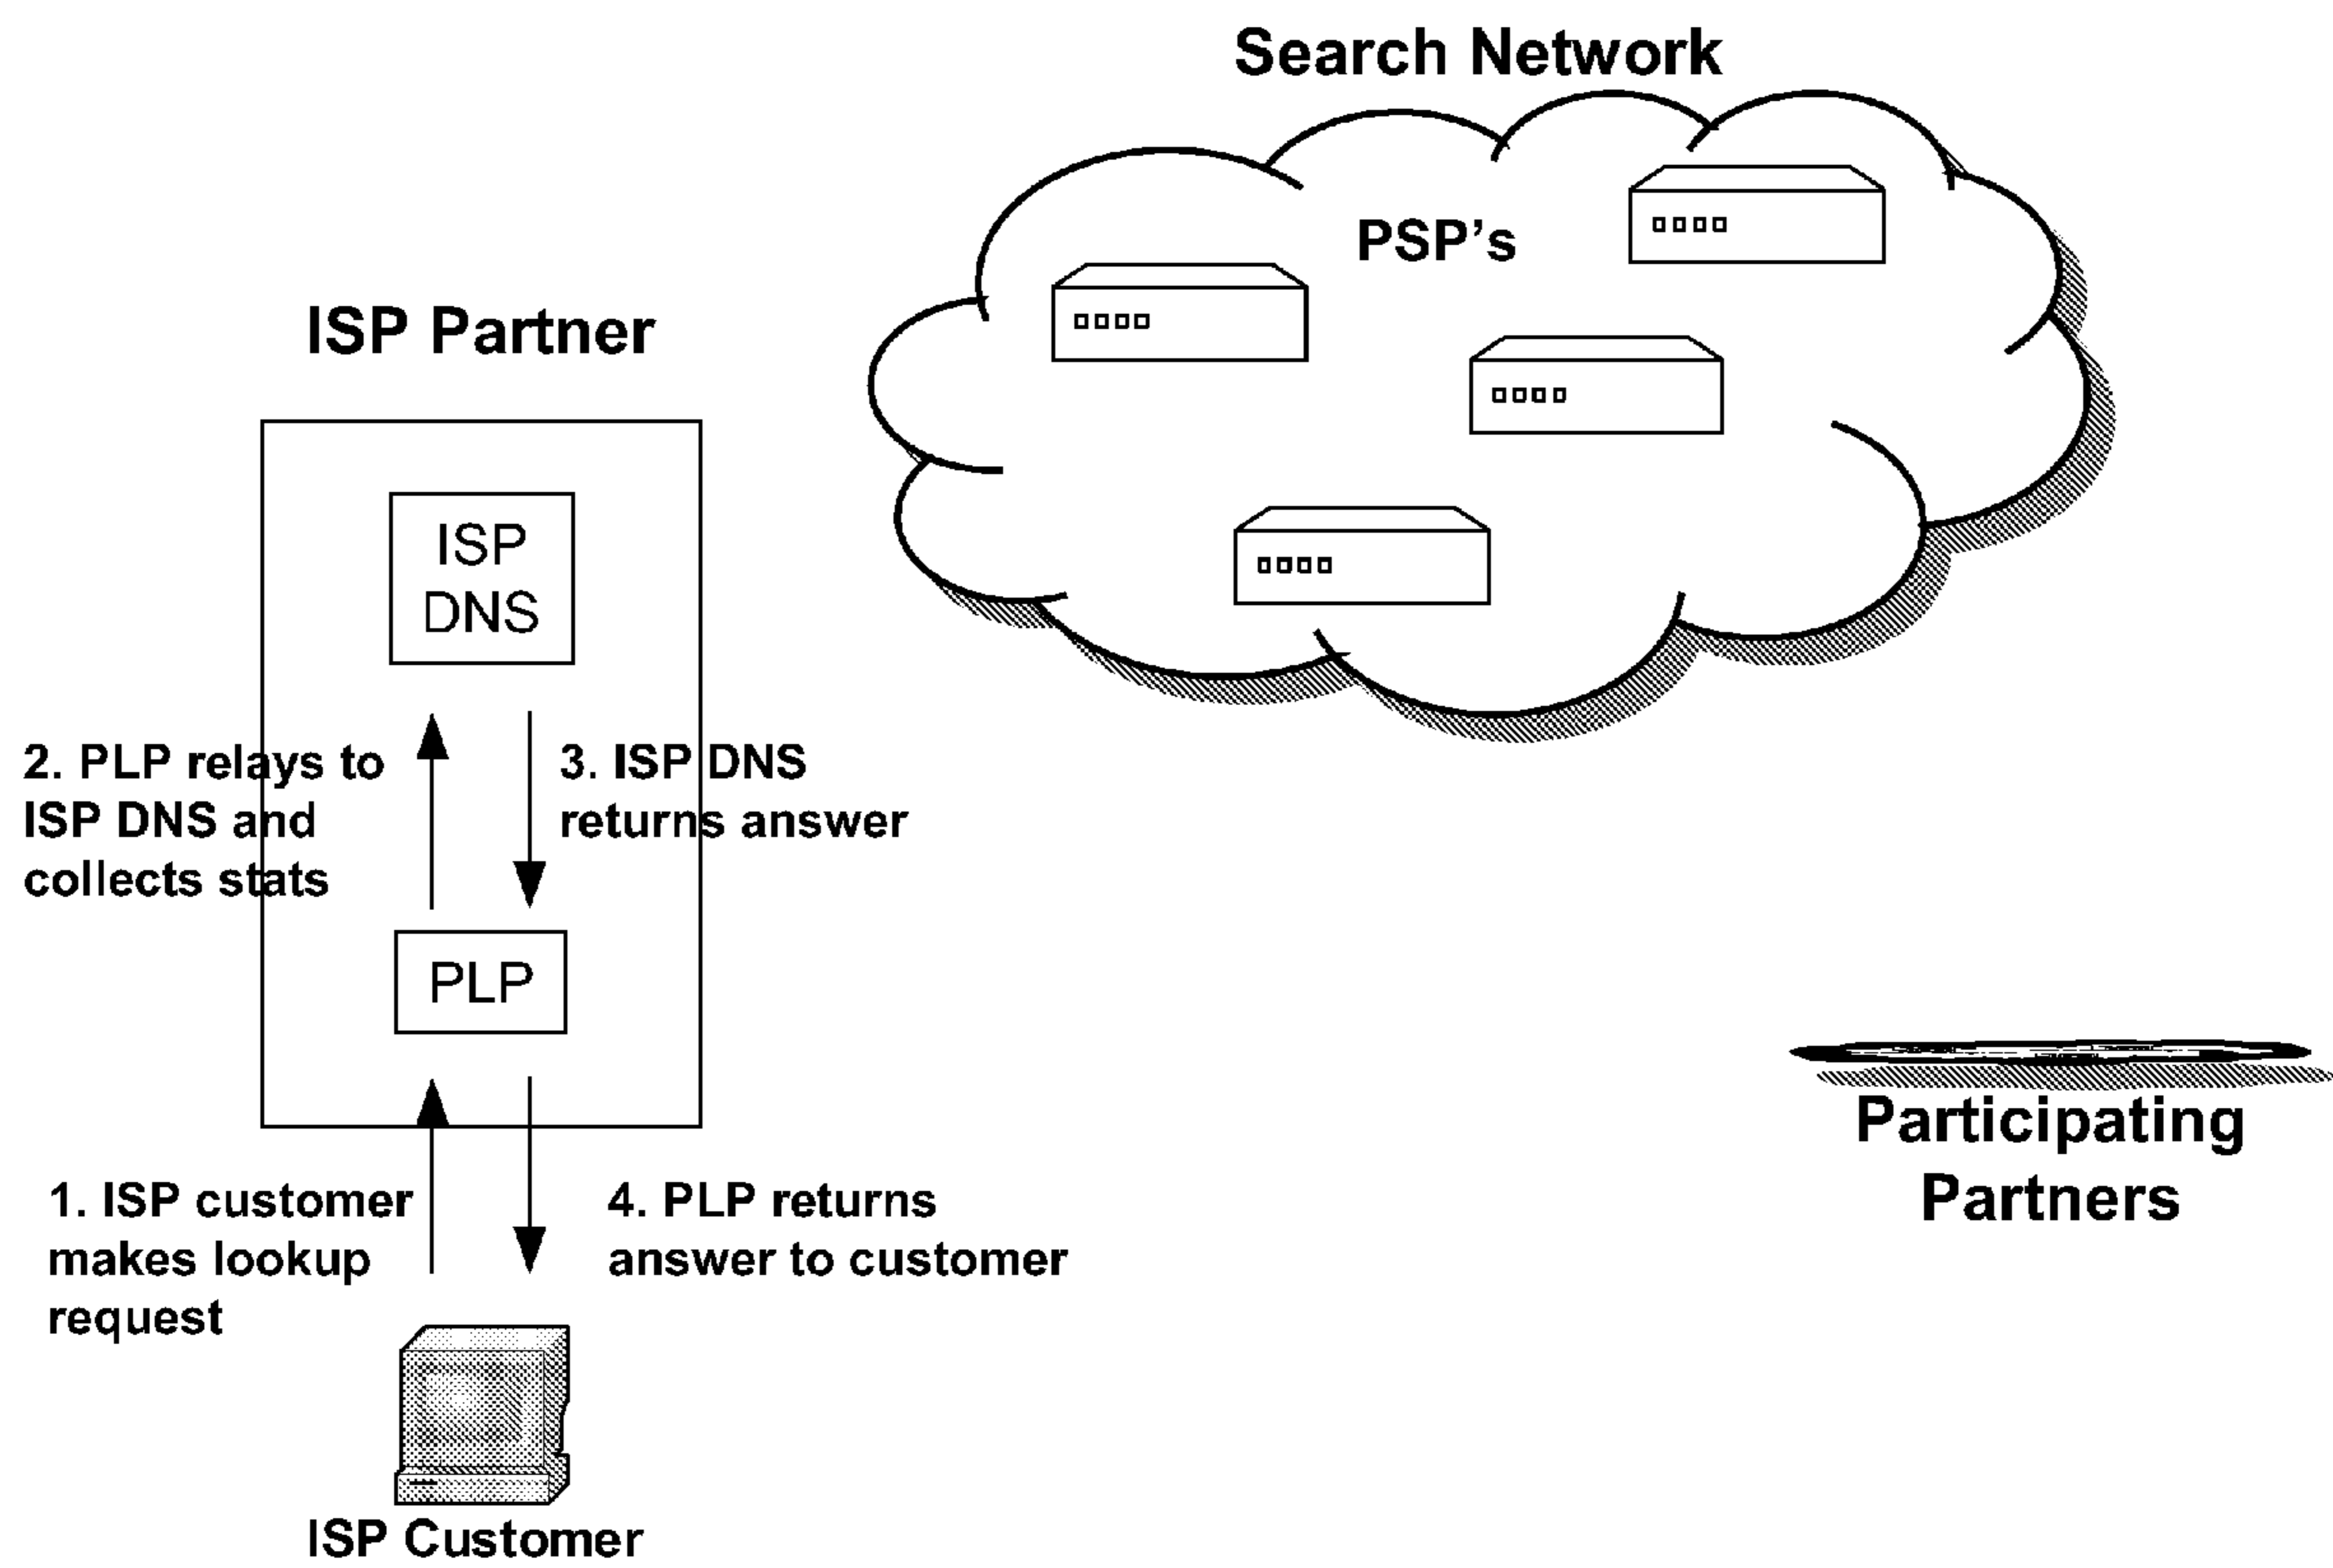 Search Network
PSP's
ISP Partner
ISP
DNS
2. PLP relays to
ISP DNS and
collects stats
3. ISP DNS
returns answer
PLP
1. ISP customer
makes lookup
request
4. PLP returns
answer to customer
ISP Customer
Participating
Partners